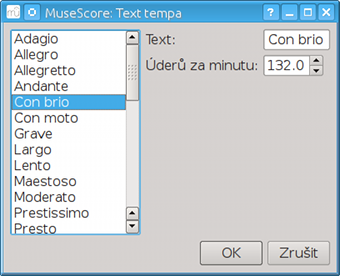 MuseScore: Text tempa
Adagio
Allegro
Allegretto
Andante
Con brio
Con moto
Grave
Largo
Lento
Maestoso
Moderato
Prestissimo
Presto
Text: Con brio
Úderů za minutu: 132.0
OK Zrušit